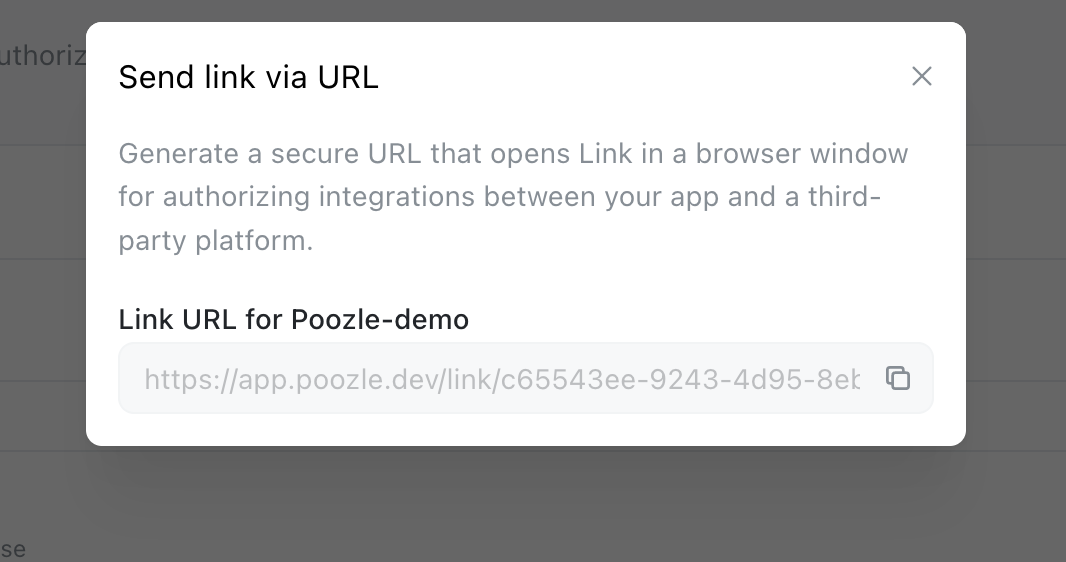 Send link via URL
Generate a secure URL that opens Link in a browser window
for authorizing integrations between your app and a third-
party platform.
Link URL for Poozle-demo
https://app.poozle.dev/link/c65543ee-9243-4d95-8eb
uthoriz
se